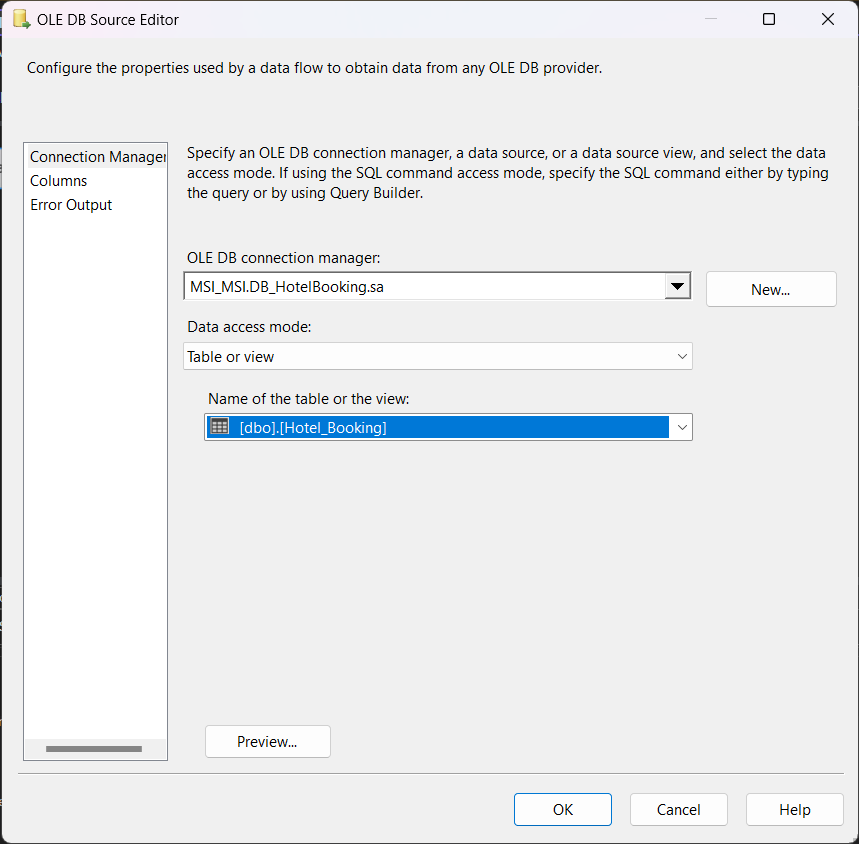 OLE DB Source Editor
Configure the properties used by a data flow to obtain data from any OLE DB provider.
Connection Manager
Columns
Error Output
Specify an OLE DB connection manager, a data source, or a data source view, and select the data
access mode. If using the SQL command access mode, specify the SQL command either by typing
the query or by using Query Builder.
OLE DB connection manager:
MSI_MSI.DB_HotelBooking.sa
New...
Data access mode:
Table or view
Name of the table or the view:
[dbo].[Hotel_Booking]
Preview...
OK
Cancel
Help